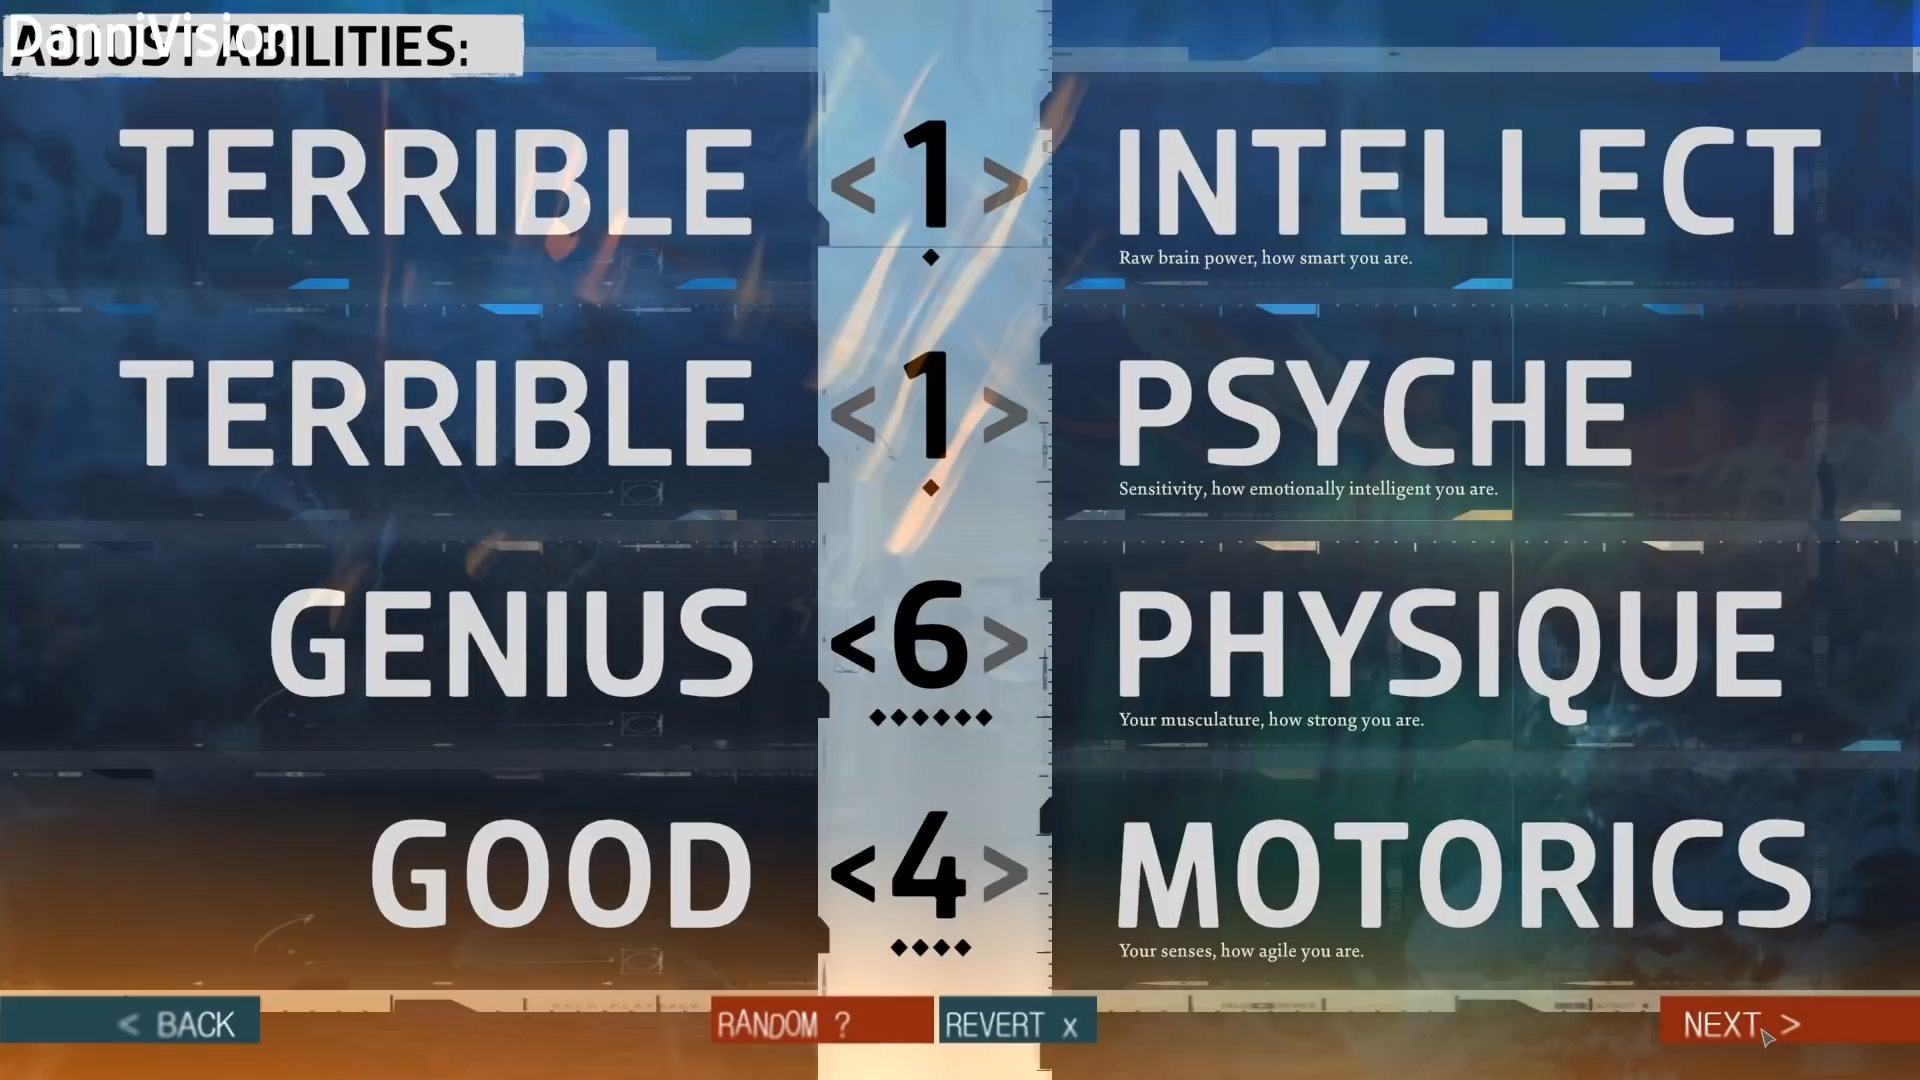 DanniVision
ADJUST ABILITIES:
TERRIBLE < 1 > INTELLECT
Raw brain power, how smart you are.
TERRIBLE < 1 > PSYCHE
Sensitivity, how emotionally intelligent you are.
GENIUS < 6 > PHYSIQUE
Your musculature, how strong you are.
GOOD < 4 > MOTORICS
Your senses, how agile you are.
< BACK
RANDOM ?
REVERT x
NEXT >